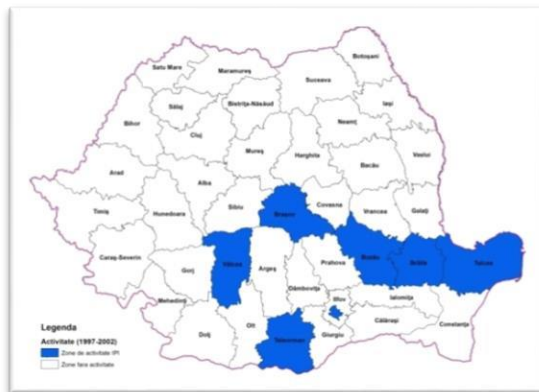 Botoșani
Satu Mare
Maramureș
Suceava
Iași
Sălaj
Bistrița-Năsăud
Bihor
Neamț
Cluj
Mureș
Harghita
Vaslui
Bacău
Arad
Alba
Sibiu
Brașov
Covasna
Vrancea
Galați
Timiș
Hunedoara
Vâlcea
Buzău
Brăila
Tulcea
Caraș-Severin
Gorj
Argeș
Prahova
Dâmbovița
Mehedinți
Ilfov
Ialomița
Olt
Călărași
Dolj
Teleorman
Giurgiu
Constanța
Legenda
Activitate (1997-2002)
Zone de activitate IPI
Zone fara activitate